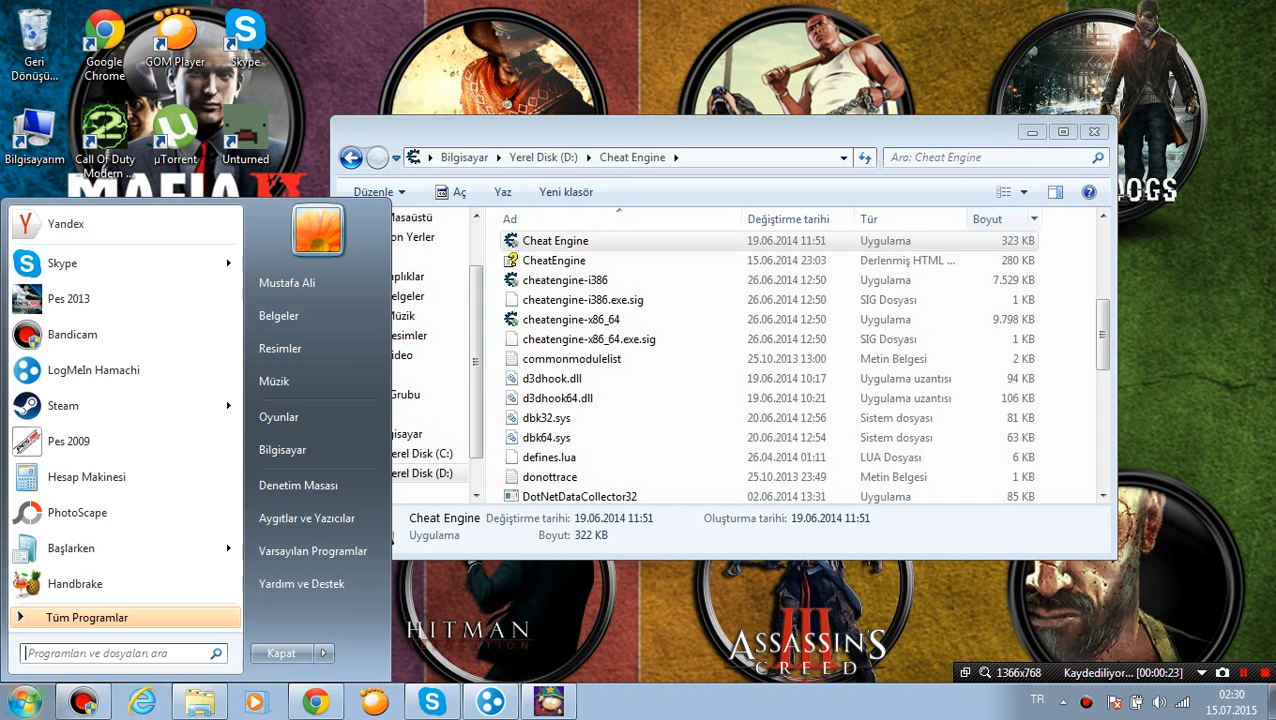 Geri
Dönüşü...
Google
Chrome
GOM Player
Skype
Bilgisayarım
Call Of Duty
Modern ...
µTorrent
Unturned
MAFIA II
DOGS
HITMAN
ASSASSINS
III
CREED
Yandex
Skype
Pes 2013
Bandicam
LogMeIn Hamachi
Steam
Pes 2009
Hesap Makinesi
PhotoScape
Başlarken
Handbrake
Tüm Programlar
Programları ve dosyaları ara
Mustafa Ali
Belgeler
Resimler
Müzik
Oyunlar
Bilgisayar
Denetim Masası
Aygıtlar ve Yazıcılar
Varsayılan Programlar
Yardım ve Destek
Kapat
Bilgisayar Yerel Disk (D:) Cheat Engine
Ara: Cheat Engine
Düzenle Aç Yaz Yeni klasör
Masaüstü
on Yerler
aplıklar
elgeler
üzik
esimler
ideo
Grubu
gisayar
erel Disk (C:)
erel Disk (D:)
Ad Değiştirme tarihi Tür Boyut
Cheat Engine 19.06.2014 11:51 Uygulama 323 KB
CheatEngine 15.06.2014 23:03 Derlenmiş HTML ... 280 KB
cheatengine-i386 26.06.2014 12:50 Uygulama 7.529 KB
cheatengine-i386.exe.sig 26.06.2014 12:50 SIG Dosyası 1 KB
cheatengine-x86_64 26.06.2014 12:50 Uygulama 9.798 KB
cheatengine-x86_64.exe.sig 26.06.2014 12:50 SIG Dosyası 1 KB
commonmodulelist 25.10.2013 13:00 Metin Belgesi 2 KB
d3dhook.dll 19.06.2014 10:17 Uygulama uzantısı 94 KB
d3dhook64.dll 19.06.2014 10:21 Uygulama uzantısı 106 KB
dbk32.sys 20.06.2014 12:56 Sistem dosyası 81 KB
dbk64.sys 20.06.2014 12:54 Sistem dosyası 63 KB
defines.lua 26.04.2014 01:11 LUA Dosyası 6 KB
donottrace 25.10.2013 23:49 Metin Belgesi 1 KB
DotNetDataCollector32 02.06.2014 13:31 Uygulama 85 KB
Cheat Engine Değiştirme tarihi: 19.06.2014 11:51 Oluşturma tarihi: 19.06.2014 11:51
Uygulama Boyut: 322 KB
1366x768 Kaydediliyor... [00:00:23]
TR
02:30
15.07.2015